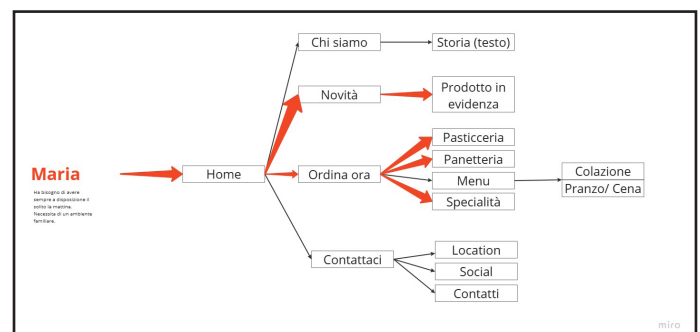 Chi siamo
Storia (testo)
Novità
Prodotto in
evidenza
Maria
Ha bisogno di avere
sempre a disposizione il
solito la mattina.
Necessita di un ambiente
familiare.
Home
Ordina ora
Pasticceria
Panetteria
Menu
Specialità
Colazione
Pranzo/ Cena
Contattaci
Location
Social
Contatti
miro